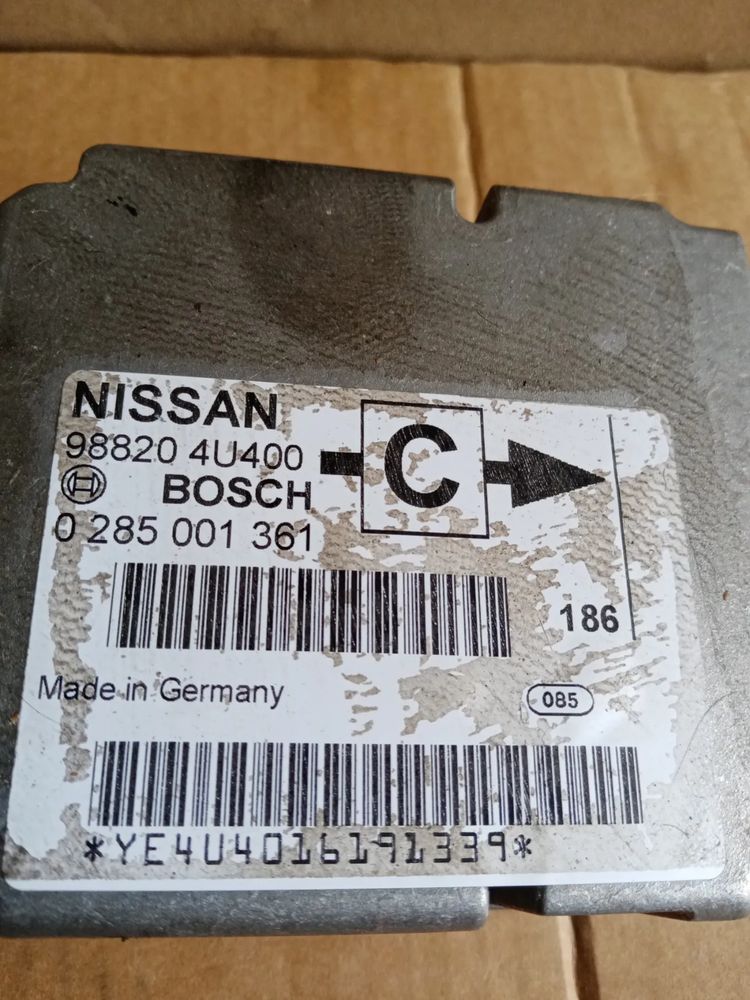 NISSAN
98820 4U400
BOSCH
0 285 001 361
C
186
Made in Germany
085
*YE4U4016191339*